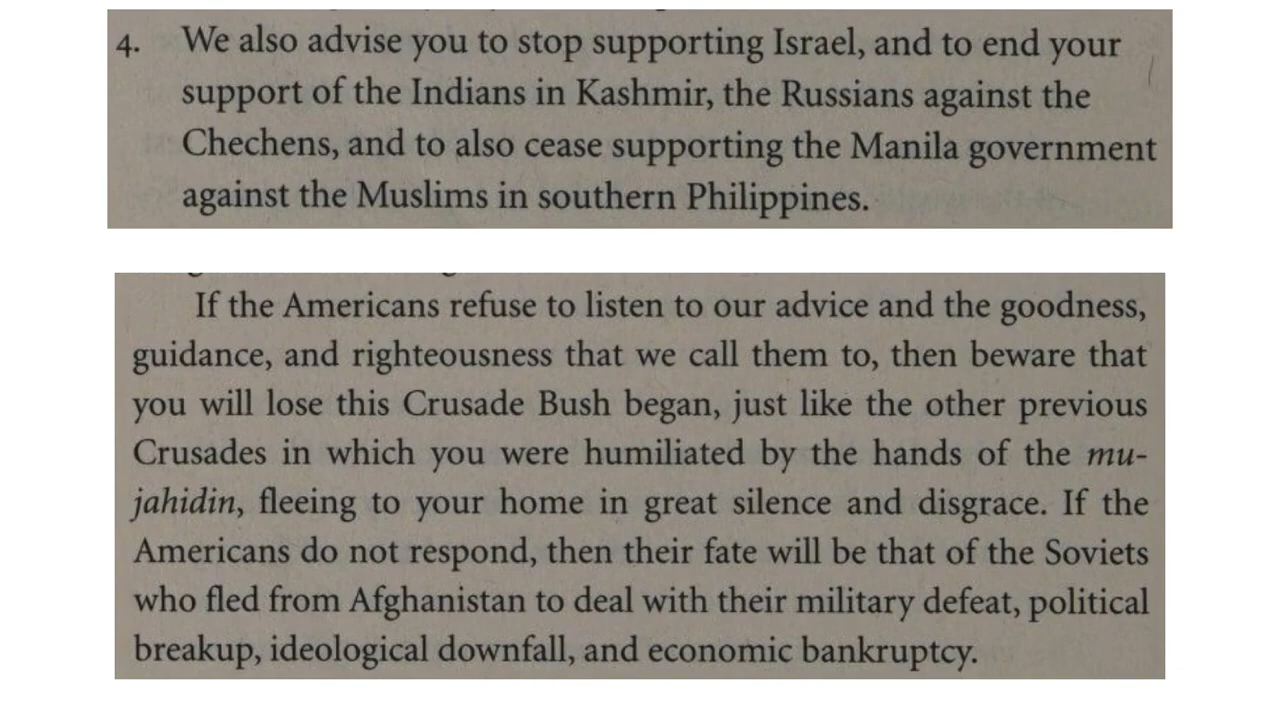 4. We also advise you to stop supporting Israel, and to end your
support of the Indians in Kashmir, the Russians against the
Chechens, and to also cease supporting the Manila government
against the Muslims in southern Philippines.
If the Americans refuse to listen to our advice and the goodness,
guidance, and righteousness that we call them to, then beware that
you will lose this Crusade Bush began, just like the other previous
Crusades in which you were humiliated by the hands of the mu-
jahidin, fleeing to your home in great silence and disgrace. If the
Americans do not respond, then their fate will be that of the Soviets
who fled from Afghanistan to deal with their military defeat, political
breakup, ideological downfall, and economic bankruptcy.